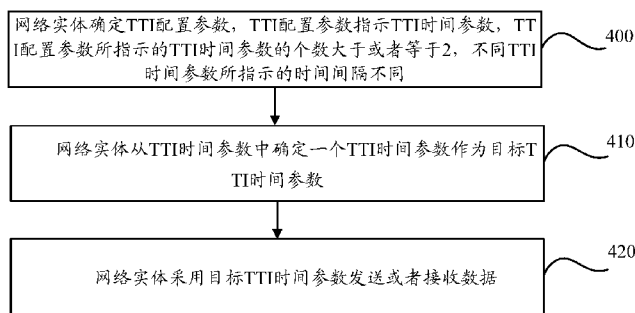 网络实体确定TTI配置参数，TTI配置参数指示TTI时间参数，TT
I配置参数所指示的TTI时间参数的个数大于或者等于2，不同TTI
时间参数所指示的时间间隔不同
400
网络实体从TTI时间参数中确定一个TTI时间参数作为目标T
TI时间参数
410
网络实体采用目标TTI时间参数发送或者接收数据
420